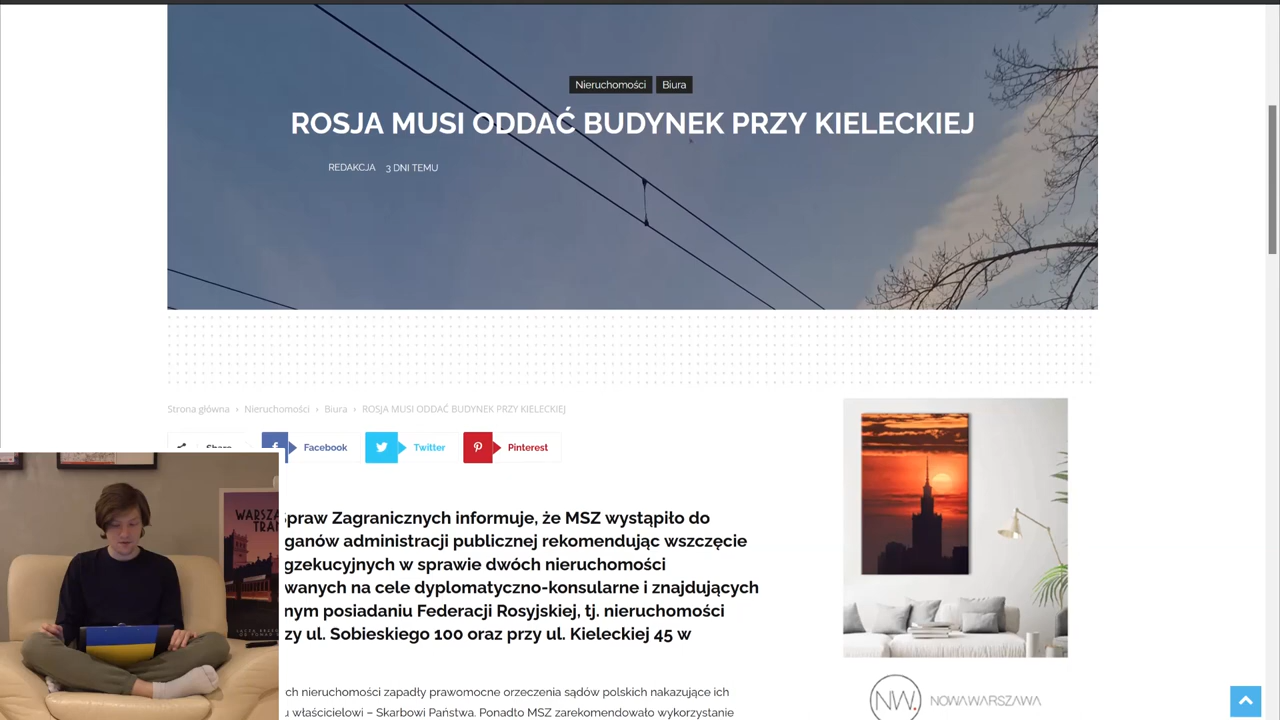 Nieruchomości Biura
ROSJA MUSI ODDAĆ BUDYNEK PRZY KIELECKIEJ
REDAKCJA 3 DNI TEMU
Strona główna › Nieruchomości › Biura › ROSJA MUSI ODDAĆ BUDYNEK PRZY KIELECKIEJ
Share Facebook Twitter Pinterest
Spraw Zagranicznych informuje, że MSZ wystąpiło do
ganów administracji publicznej rekomendując wszczęcie
gzekucyjnych w sprawie dwóch nieruchomości
wanych na cele dyplomatyczno-konsularne i znajdujących
nym posiadaniu Federacji Rosyjskiej, tj. nieruchomości
zy ul. Sobieskiego 100 oraz przy ul. Kieleckiej 45 w
ch nieruchomości zapadły prawomocne orzeczenia sądów polskich nakazujące ich
u właścicielowi – Skarbowi Państwa. Ponadto MSZ zarekomendowało wykorzystanie
NW. NOWAWARSZAWA
WARSZA
TRA